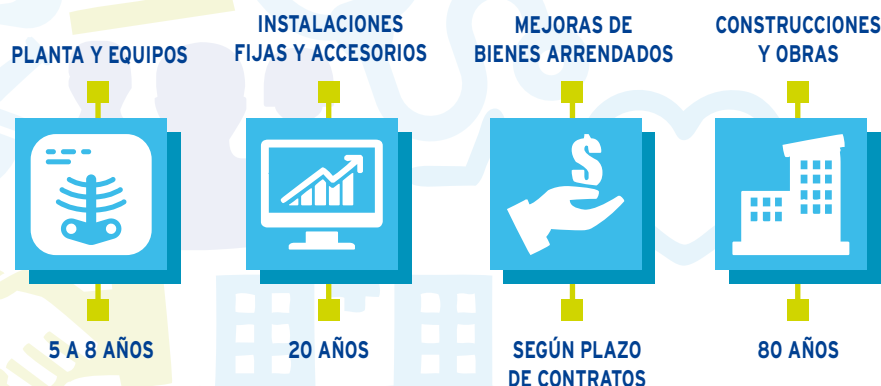 PLANTA Y EQUIPOS
INSTALACIONES
FIJAS Y ACCESORIOS
MEJORAS DE
BIENES ARRENDADOS
CONSTRUCCIONES
Y OBRAS
$
5 A 8 AÑOS
20 AÑOS
SEGÚN PLAZO
DE CONTRATOS
80 AÑOS